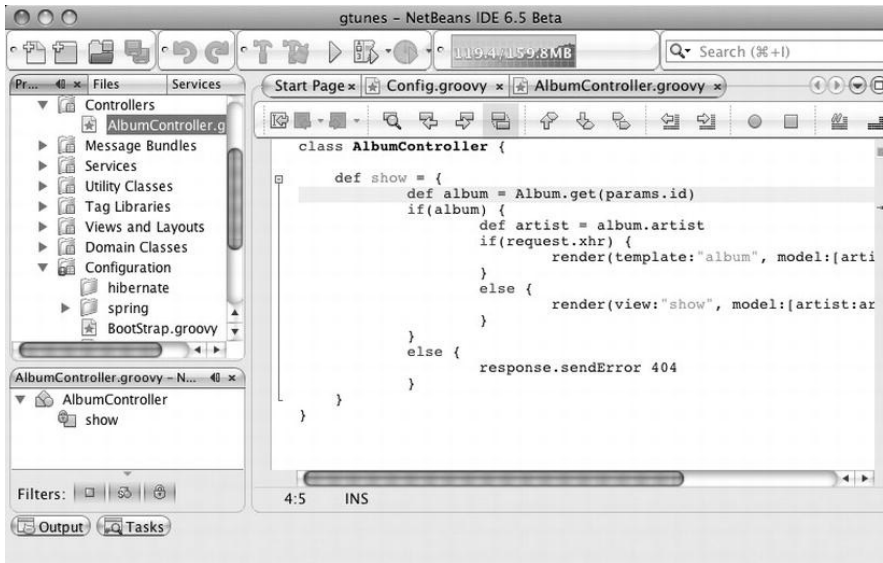 gtunes – NetBeans IDE 6.5 Beta
119.4/159.8MB
Search (⌘+I)
Pr... Files Services
Start Page Config.groovy AlbumController.groovy
Controllers
AlbumController.g
Message Bundles
Services
Utility Classes
Tag Libraries
Views and Layouts
Domain Classes
Configuration
hibernate
spring
BootStrap.groovy
class AlbumController {
def show = {
def album = Album.get(params.id)
if(album) {
def artist = album.artist
if(request.xhr) {
render(template:"album", model:[arti
}
else {
render(view:"show", model:[artist:ar
}
}
else {
response.sendError 404
}
}
}
AlbumController.groovy – N...
AlbumController
show
Filters:
4:5 INS
Output Tasks